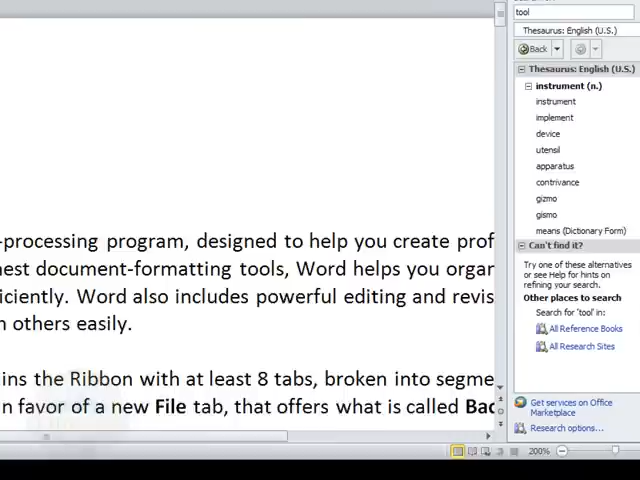 tool
Thesaurus: English (U.S.)
Back
Thesaurus: English (U.S.)
instrument (n.)
instrument
implement
device
utensil
apparatus
contrivance
gizmo
gismo
means (Dictionary Form)
Can't find it?
Try one of these alternatives
or see Help for hints on
refining your search.
Other places to search
Search for 'tool' in:
All Reference Books
All Research Sites
Get services on Office
Marketplace
Research options...
-processing program, designed to help you create prof
nest document-formatting tools, Word helps you organ
iciently. Word also includes powerful editing and revis
n others easily.
ins the Ribbon with at least 8 tabs, broken into segme
n favor of a new File tab, that offers what is called Bac
200%